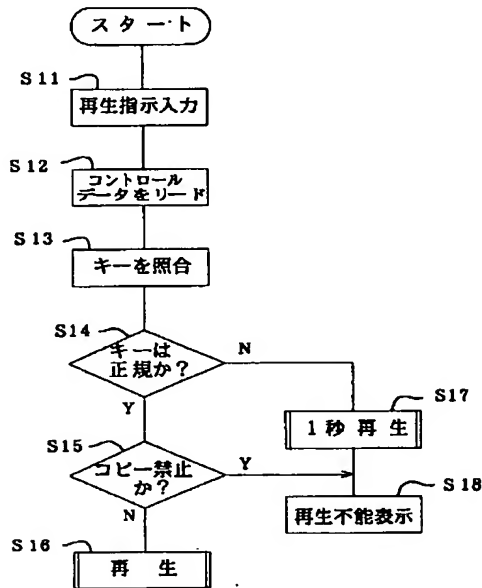 スタート
S11
再生指示入力
S12
コントロール
データをリード
S13
キーを照合
S14
キーは
正規か?
N
Y
S17
1秒再生
S15
コピー禁止
か?
Y
N
S18
再生不能表示
S16
再生